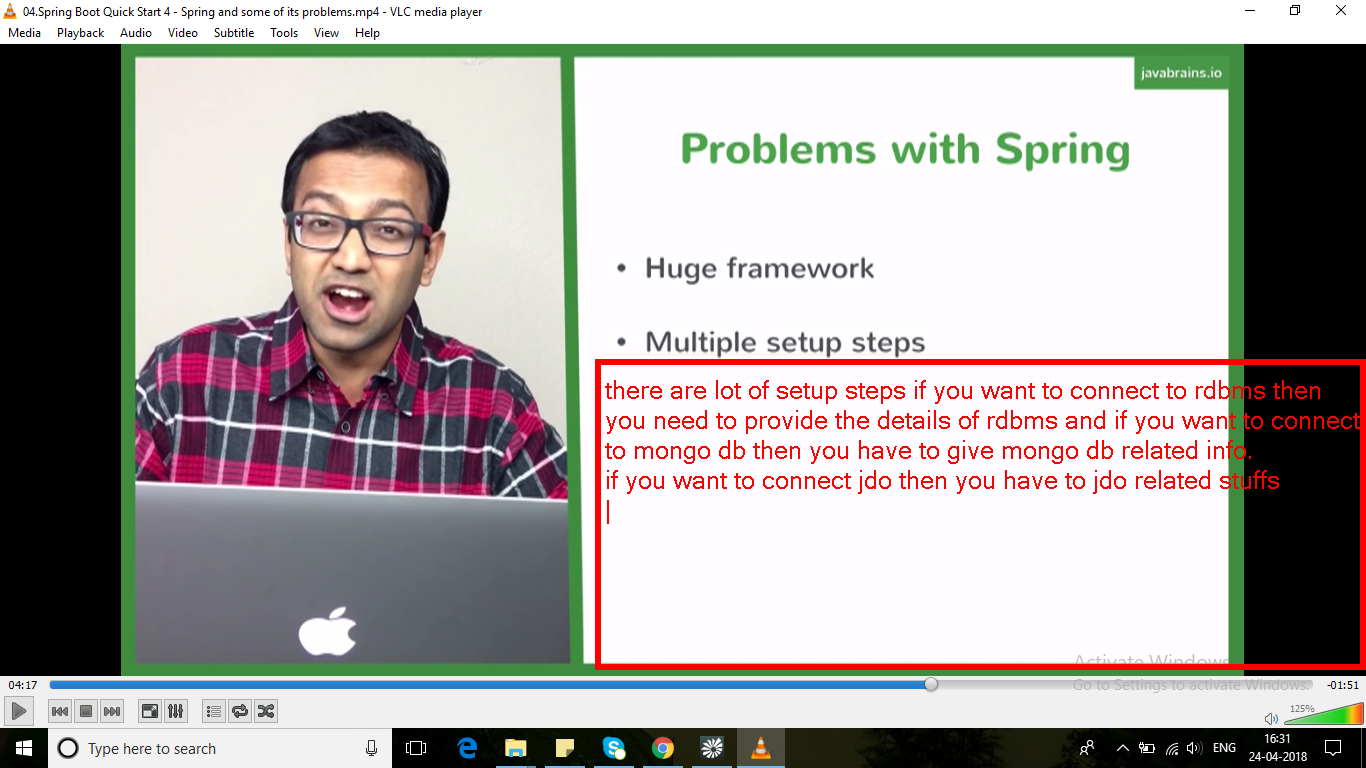 04.Spring Boot Quick Start 4 - Spring and some of its problems.mp4 - VLC media player
Media Playback Audio Video Subtitle Tools View Help
javabrains.io
Problems with Spring
• Huge framework
• Multiple setup steps
there are lot of setup steps if you want to connect to rdbms then
you need to provide the details of rdbms and if you want to connect
to mongo db then you have to give mongo db related info.
if you want to connect jdo then you have to jdo related stuffs
Activate Windows
Go to Settings to activate Windows.
04:17 -01:51
125%
Type here to search
ENG
16:31
24-04-2018